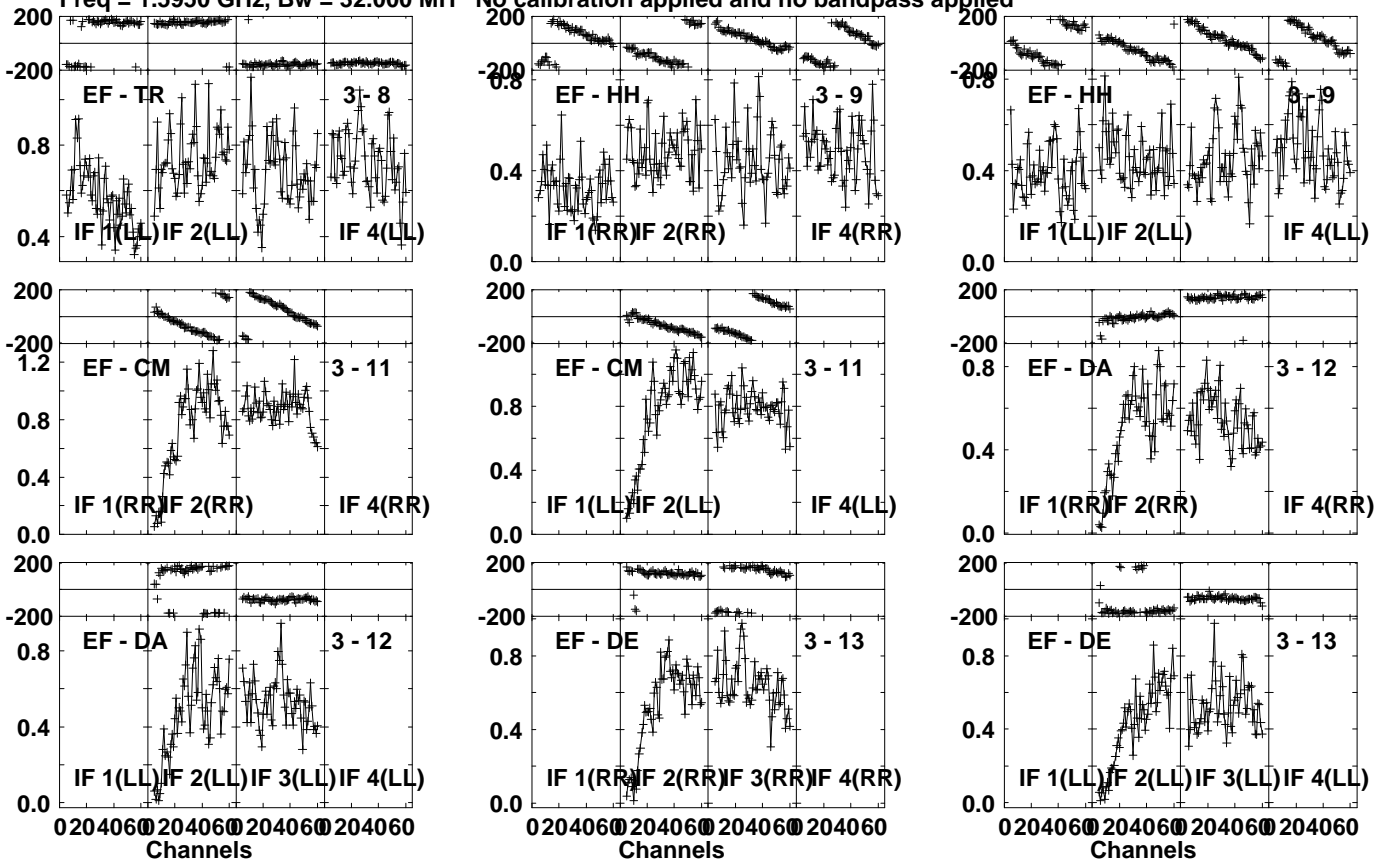 Freq = 1.5950 GHz, Bw = 32.000 MH No calibration applied and no bandpass applied
200
-200
EF - TR 3 - 8
0.8
0.4
IF 1(LL) IF 2(LL) IF 4(LL)
200
-200
0.8
EF - HH 3 - 9
0.4
0.0
IF 1(RR) IF 2(RR) IF 4(RR)
200
-200
0.8
EF - HH 3 - 9
0.4
0.0
IF 1(LL) IF 2(LL) IF 4(LL)
200
-200
1.2
EF - CM 3 - 11
0.8
0.4
0.0
IF 1(RR) IF 2(RR) IF 4(RR)
200
-200
EF - CM 3 - 11
0.8
0.4
0.0
IF 1(LL) IF 2(LL) IF 4(LL)
200
-200
0.8
EF - DA 3 - 12
0.4
0.0
IF 1(RR) IF 2(RR) IF 4(RR)
200
-200
EF - DA 3 - 12
0.8
0.4
0.0
IF 1(LL) IF 2(LL) IF 3(LL) IF 4(LL)
0 20 40 60 0 20 40 60 0 20 40 60 0 20 40 60
Channels
200
-200
EF - DE 3 - 13
0.8
0.4
0.0
IF 1(RR) IF 2(RR) IF 3(RR) IF 4(RR)
0 20 40 60 0 20 40 60 0 20 40 60 0 20 40 60
Channels
200
-200
EF - DE 3 - 13
0.8
0.4
0.0
IF 1(LL) IF 2(LL) IF 3(LL) IF 4(LL)
0 20 40 60 0 20 40 60 0 20 40 60 0 20 40 60
Channels